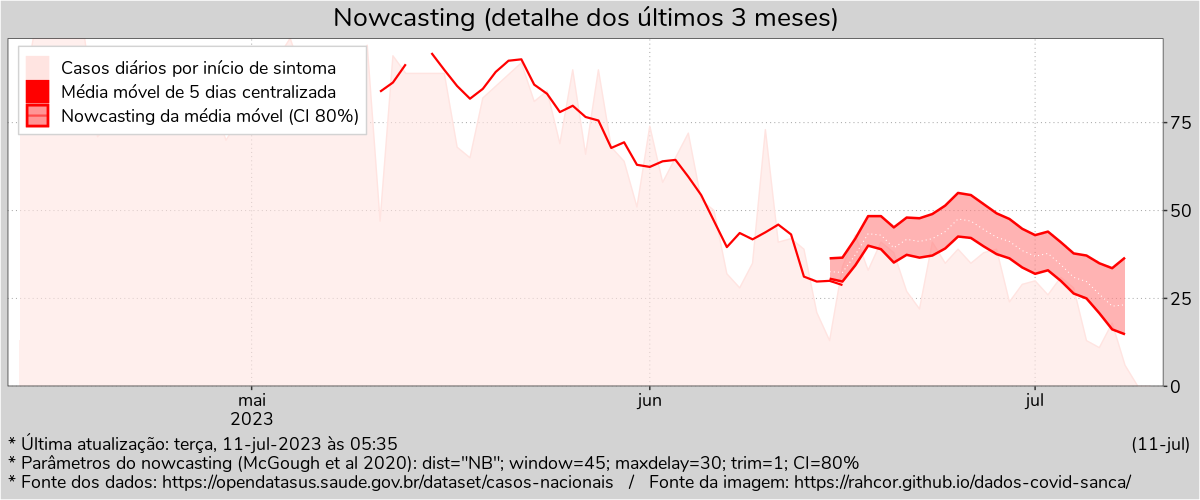 Nowcasting (detalhe dos últimos 3 meses)
Casos diários por início de sintoma
Média móvel de 5 dias centralizada
Nowcasting da média móvel (CI 80%)
75
50
25
0
mai
2023
jun
jul
* Última atualização: terça, 11-jul-2023 às 05:35
(11-jul)
* Parâmetros do nowcasting (McGough et al 2020): dist="NB"; window=45; maxdelay=30; trim=1; CI=80%
* Fonte dos dados: https://opendatasus.saude.gov.br/dataset/casos-nacionais / Fonte da imagem: https://rahcor.github.io/dados-covid-sanca/